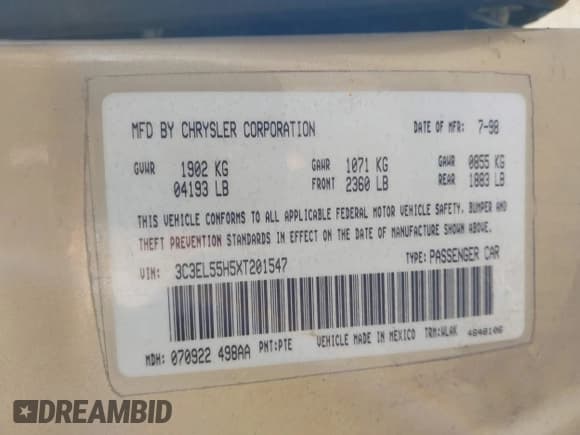 MFD BY CHRYSLER CORPORATION DATE OF MFR: 7-98
GVWR 1902 KG GAWR 1071 KG GAWR 0855 KG
04193 LB FRONT 2360 LB REAR 1883 LB
THIS VEHICLE CONFORMS TO ALL APPLICABLE FEDERAL MOTOR VEHICLE SAFETY, BUMPER AND
THEFT PREVENTION STANDARDS IN EFFECT ON THE DATE OF MANUFACTURE SHOWN ABOVE.
VIN: 3C3EL55H5XT201547 TYPE: PASSENGER CAR
MDH: 070922 498AA PNT:PTE VEHICLE MADE IN MEXICO TRM:WLAK 4848106
DREAMBID